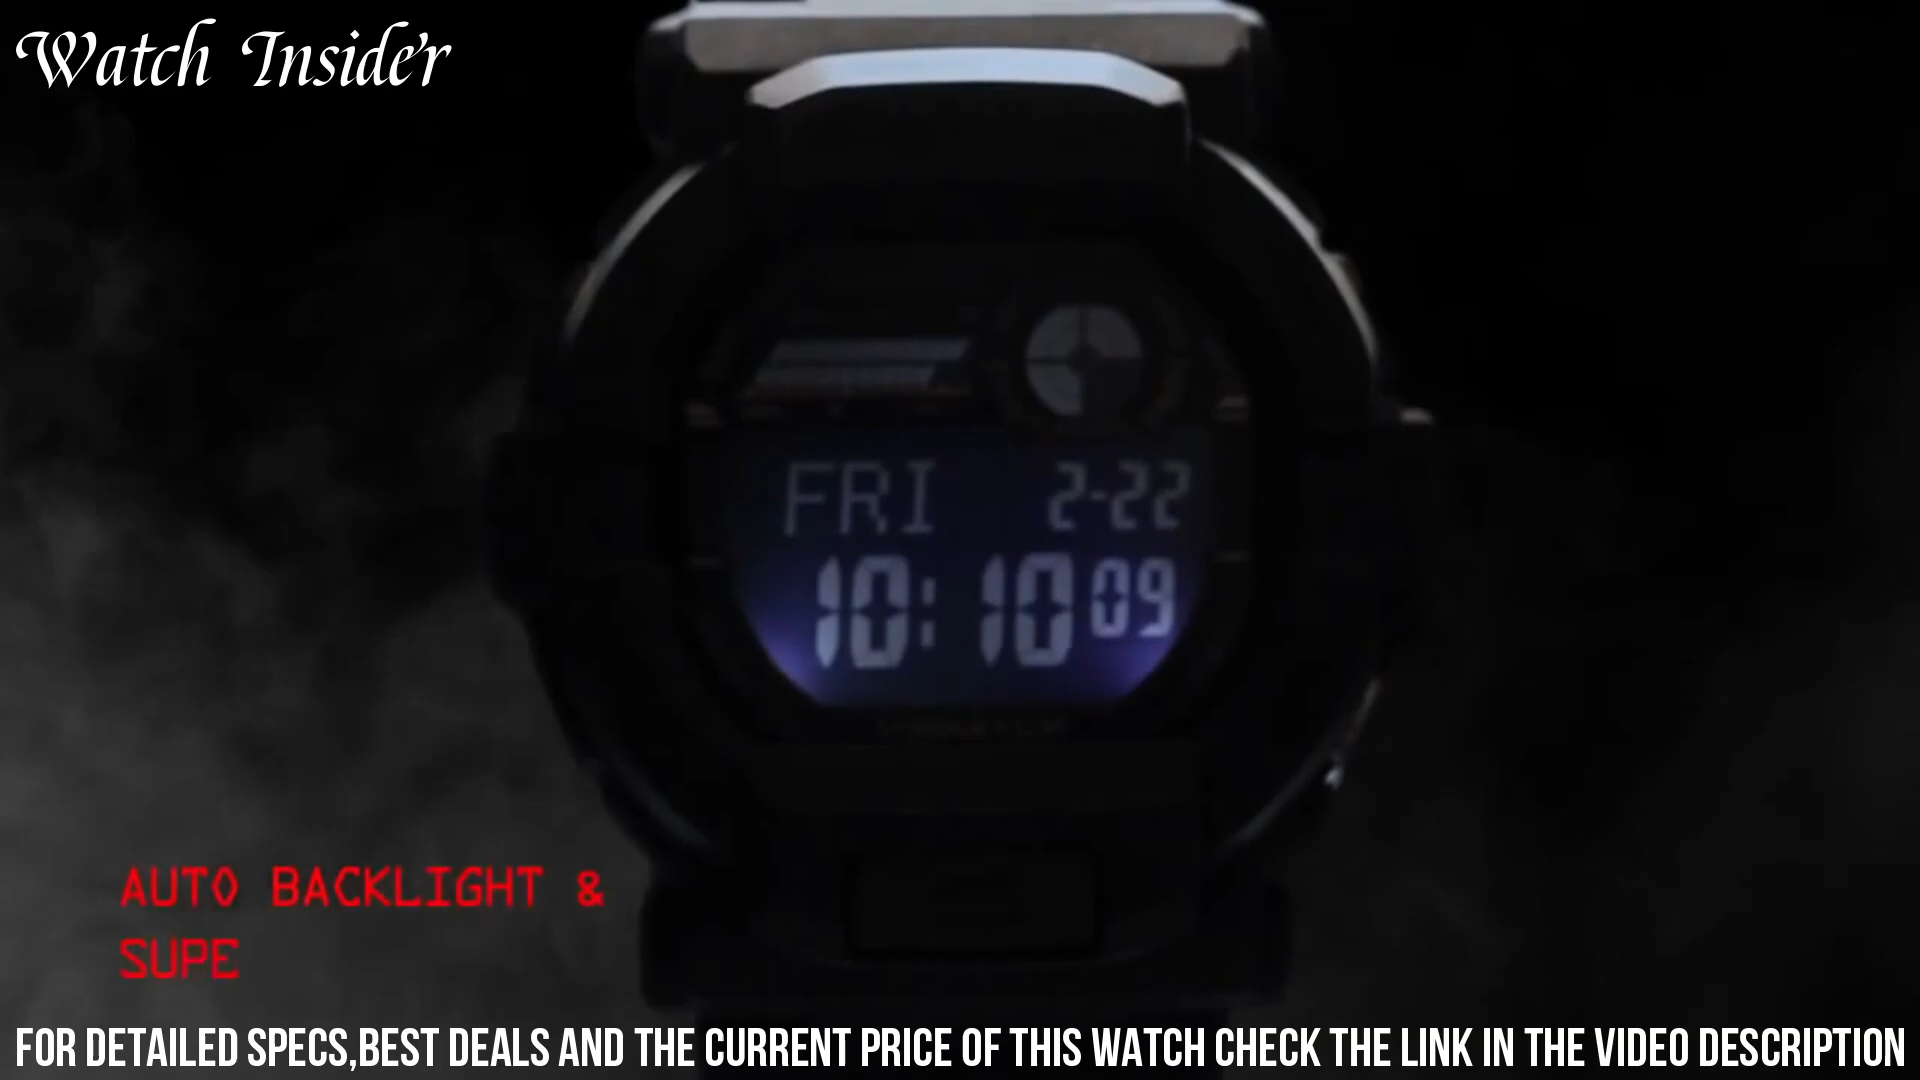 Watch Insider
FRI 2-22
10:10 09
AUTO BACKLIGHT &
SUPE
FOR DETAILED SPECS,BEST DEALS AND THE CURRENT PRICE OF THIS WATCH CHECK THE LINK IN THE VIDEO DESCRIPTION